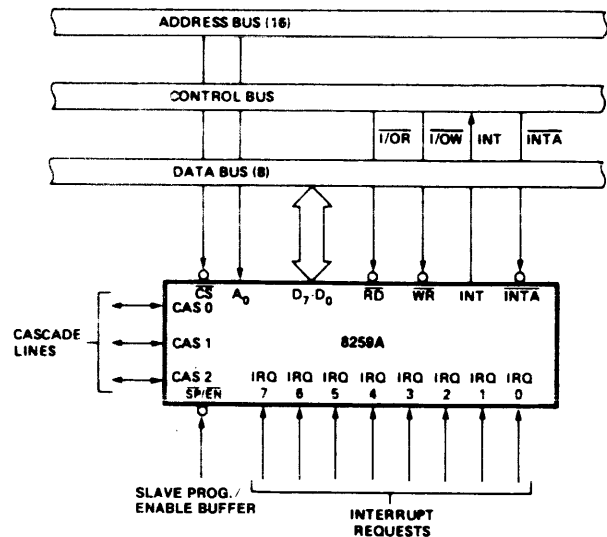 ADDRESS BUS (16)
CONTROL BUS
I/OR I/OW INT INTA
DATA BUS (8)
CS A0 D7-D0 RD WR INT INTA
CAS 0
CASCADE
LINES
CAS 1
8259A
CAS 2
SP/EN
IRQ IRQ IRQ IRQ IRQ IRQ IRQ IRQ
7 6 5 4 3 2 1 0
SLAVE PROG./
ENABLE BUFFER
INTERRUPT
REQUESTS